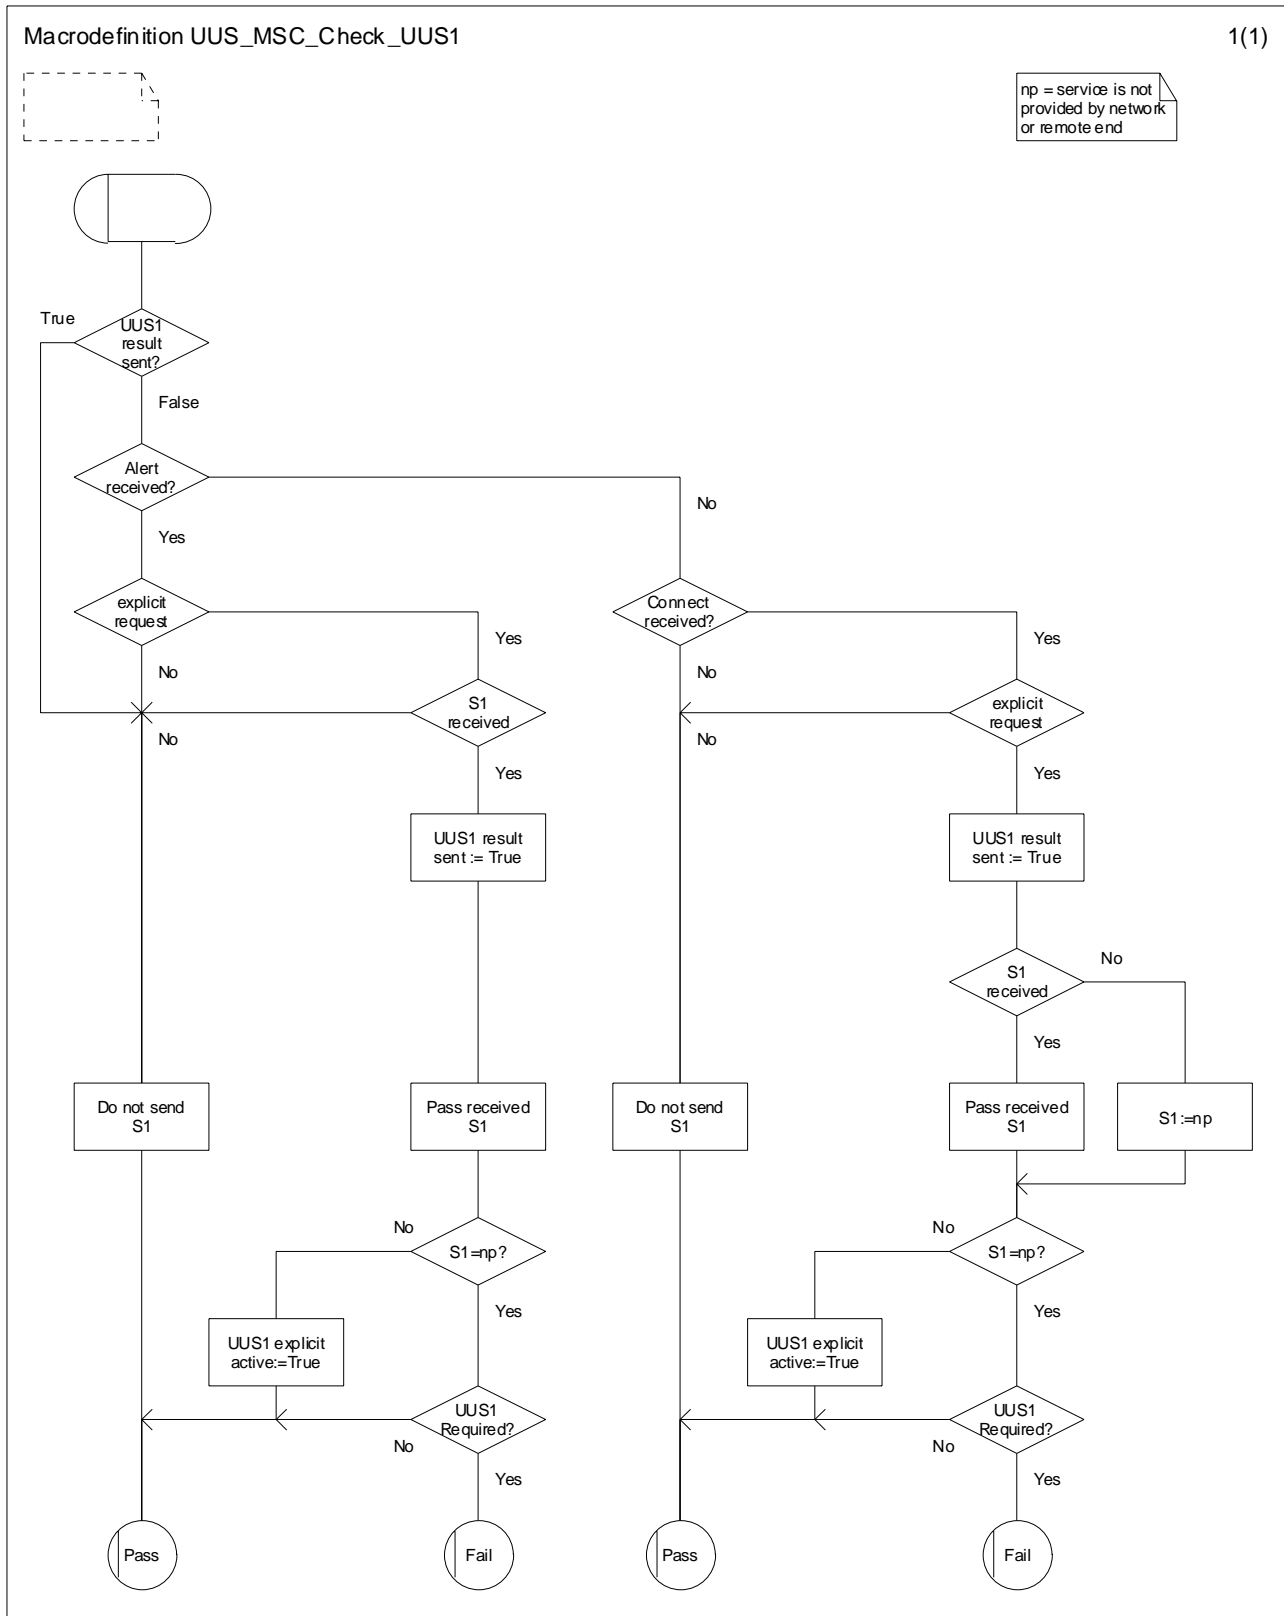 Macrodefinition UUS_MSC_Check_UUS1
1(1)
np = service is not
provided by network
or remote end
True
UUS1
result
sent?
False
Alert
received?
No
Yes
explicit
request
Yes
No
Connect
received?
Yes
No
S1
received
No
Yes
explicit
request
No
Yes
UUS1 result
sent := True
UUS1 result
sent := True
S1
received
No
Yes
Do not send
S1
Pass received
S1
Do not send
S1
Pass received
S1
S1:=np
No
S1=np?
Yes
No
S1=np?
Yes
UUS1 explicit
active:=True
UUS1 explicit
active:=True
UUS1
Required?
No
Yes
UUS1
Required?
No
Yes
Pass
Fail
Pass
Fail